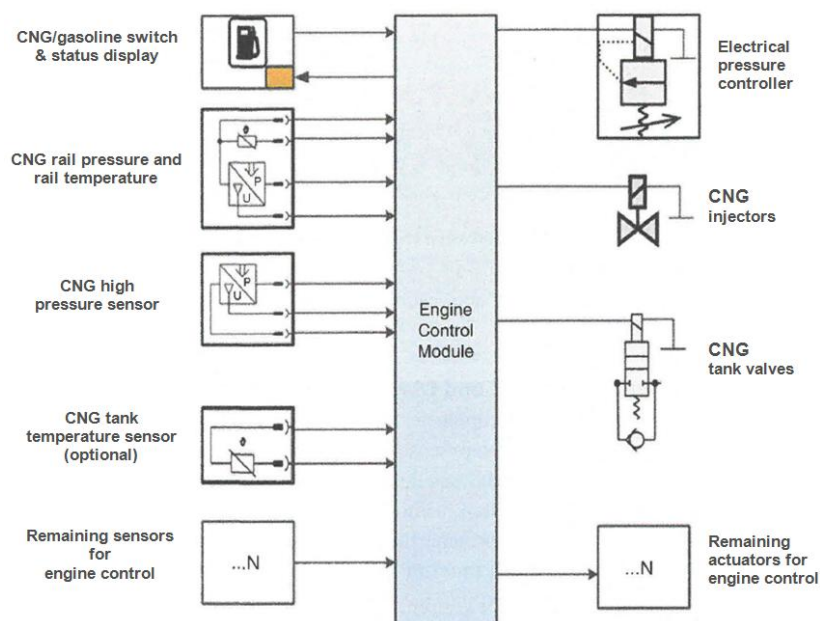 CNG/gasoline switch
& status display
CNG rail pressure and
rail temperature
P
U
CNG high
pressure sensor
P
U
CNG tank
temperature sensor
(optional)
Remaining sensors
for
engine control
...N
Engine
Control
Module
Electrical
pressure
controller
CNG
injectors
CNG
tank valves
...N
Remaining
actuators for
engine control